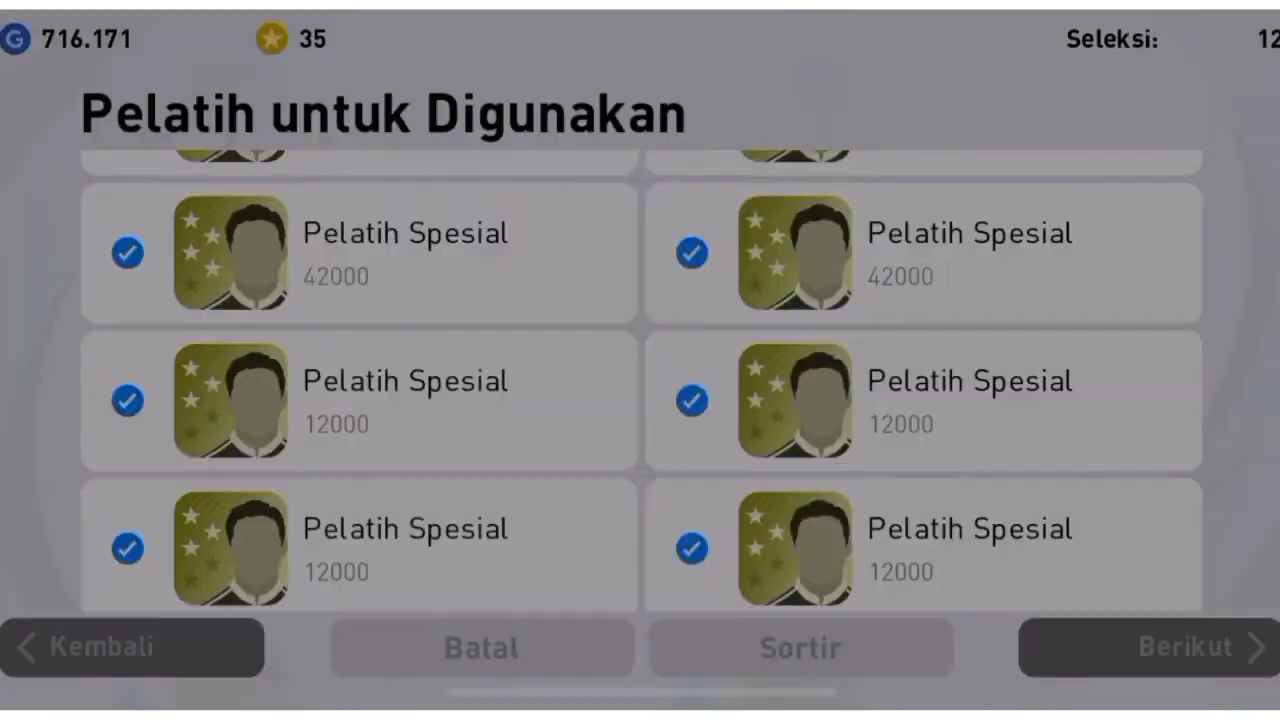 G 716.171 35 Seleksi: 12
Pelatih untuk Digunakan
Pelatih Spesial Pelatih Spesial
42000 42000
Pelatih Spesial Pelatih Spesial
12000 12000
Pelatih Spesial Pelatih Spesial
12000 12000
Kembali Batal Sortir Berikut